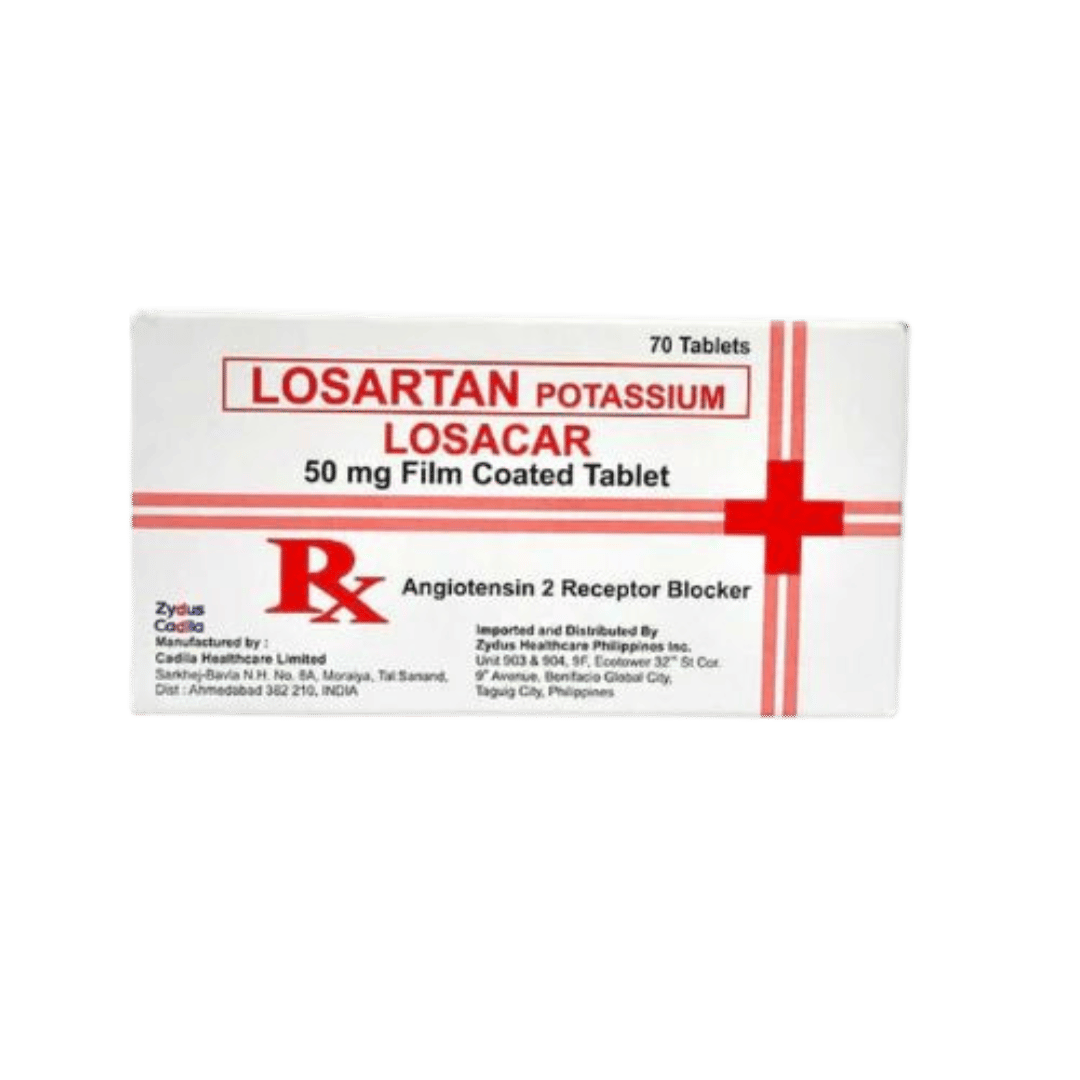 70 Tablets
LOSARTAN POTASSIUM
LOSACAR
50 mg Film Coated Tablet
Rx
Angiotensin 2 Receptor Blocker
Zydus
Cadila
Manufactured by :
Cadila Healthcare Limited
Sarkhej-Bavla N.H. No. 8A, Moraiya, Tal.Sanand,
Dist : Ahmedabad 382 210, INDIA
Imported and Distributed By
Zydus Healthcare Philippines Inc.
Unit 903 & 904, 9F, Ecotower 32ⁿᵈ St Cor.
9ᵗʰ Avenue, Bonifacio Global City,
Taguig City, Philippines